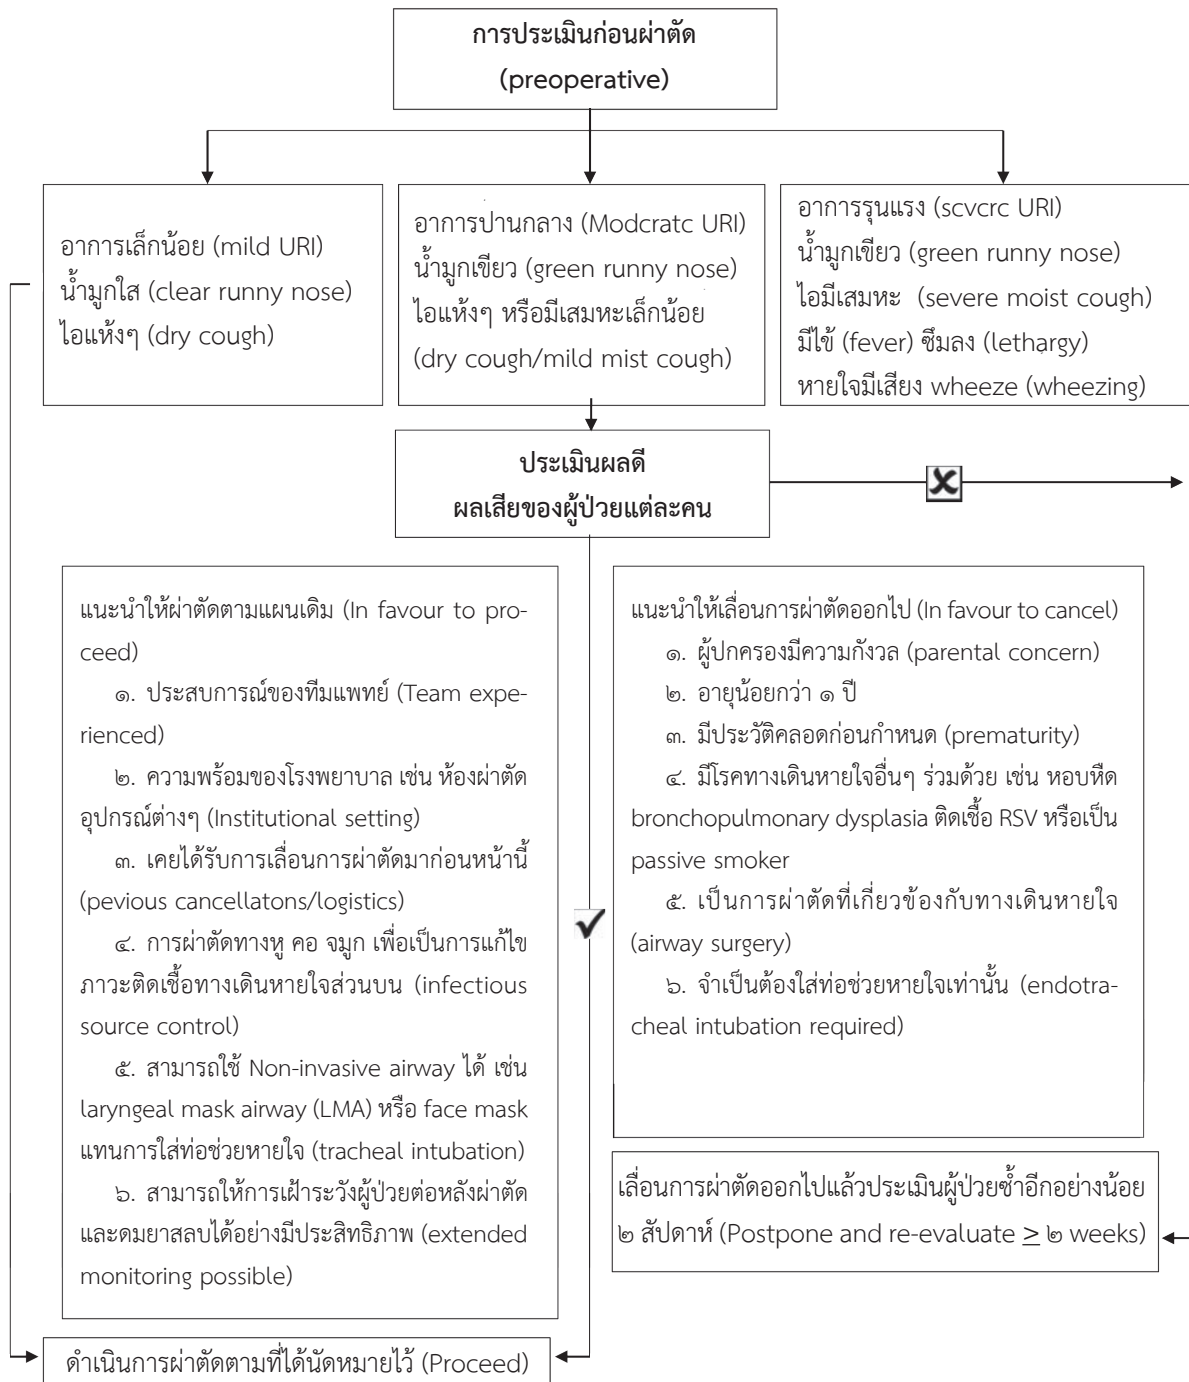 การประเมินก่อนผ่าตัด
(preoperative)
อาการเล็กน้อย (mild URI)
น้ำมูกใส (clear runny nose)
ไอแห้งๆ (dry cough)
อาการปานกลาง (Modcratc URI)
น้ำมูกเขียว (green runny nose)
ไอแห้งๆ หรือมีเสมหะเล็กน้อย
(dry cough/mild mist cough)
อาการรุนแรง (scvcrc URI)
น้ำมูกเขียว (green runny nose)
ไอมีเสมหะ (severe moist cough)
มีไข้ (fever) ซึมลง (lethargy)
หายใจมีเสียง wheeze (wheezing)
ประเมินผลดี
ผลเสียของผู้ป่วยแต่ละคน
แนะนำให้ผ่าตัดตามแผนเดิม (In favour to pro-
ceed)
๑. ประสบการณ์ของทีมแพทย์ (Team expe-
rienced)
๒. ความพร้อมของโรงพยาบาล เช่น ห้องผ่าตัด
อุปกรณ์ต่างๆ (Institutional setting)
๓. เคยได้รับการเลื่อนการผ่าตัดมาก่อนหน้านี้
(pevious cancellatons/logistics)
๔. การผ่าตัดทางหู คอ จมูก เพื่อเป็นการแก้ไข
ภาวะติดเชื้อทางเดินหายใจส่วนบน (infectious
source control)
๕. สามารถใช้ Non-invasive airway ได้ เช่น
laryngeal mask airway (LMA) หรือ face mask
แทนการใส่ท่อช่วยหายใจ (tracheal intubation)
๖. สามารถให้การเฝ้าระวังผู้ป่วยต่อหลังผ่าตัด
และดมยาสลบได้อย่างมีประสิทธิภาพ (extended
monitoring possible)
แนะนำให้เลื่อนการผ่าตัดออกไป (In favour to cancel)
๑. ผู้ปกครองมีความกังวล (parental concern)
๒. อายุน้อยกว่า ๑ ปี
๓. มีประวัติคลอดก่อนกำหนด (prematurity)
๔. มีโรคทางเดินหายใจอื่นๆ ร่วมด้วย เช่น หอบหืด
bronchopulmonary dysplasia ติดเชื้อ RSV หรือเป็น
passive smoker
๕. เป็นการผ่าตัดที่เกี่ยวข้องกับทางเดินหายใจ
(airway surgery)
๖. จำเป็นต้องใส่ท่อช่วยหายใจเท่านั้น (endotra-
cheal intubation required)
เลื่อนการผ่าตัดออกไปแล้วประเมินผู้ป่วยซ้ำอีกอย่างน้อย
๒ สัปดาห์ (Postpone and re-evaluate ≥ ๒ weeks)
ดำเนินการผ่าตัดตามที่ได้นัดหมายไว้ (Proceed)